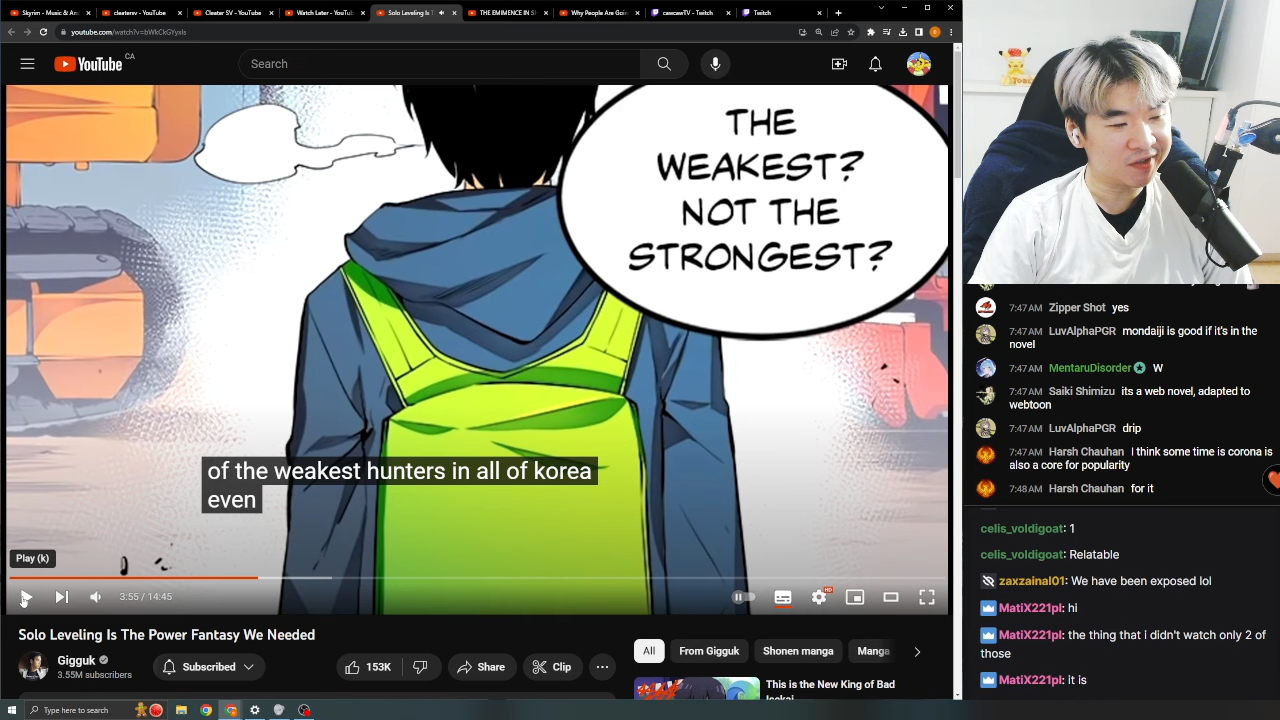 Skyrim - Music & An
cleaterxv - YouTube
Cleater SV - YouTube
Watch Later - YouTu
Solo Leveling Is T
THE EMINENCE IN S
Why People Are Goin
cawcawTV - Twitch
Twitch
youtube.com/watch?v=bWkCkGYyxIs
YouTube CA
Search
THE
WEAKEST?
NOT THE
STRONGEST?
of the weakest hunters in all of korea
even
Play (k)
3:55 / 14:45
HD
Solo Leveling Is The Power Fantasy We Needed
Gigguk
3.55M subscribers
Subscribed
153K
Share
Clip
All
From Gigguk
Shonen manga
Manga
This is the New King of Bad
Isekai
Type here to search
7:47 AM Zipper Shot yes
7:47 AM LuvAlphaPGR mondaiji is good if it's in the
novel
7:47 AM MentaruDisorder W
7:47 AM Saiki Shimizu its a web novel, adapted to
webtoon
7:47 AM LuvAlphaPGR drip
7:47 AM Harsh Chauhan I think some time is corona is
also a core for popularity
7:48 AM Harsh Chauhan for it
celis_voldigoat: 1
celis_voldigoat: Relatable
zaxzainal01: We have been exposed lol
MatiX221pl: hi
MatiX221pl: the thing that i didn't watch only 2 of
those
MatiX221pl: it is